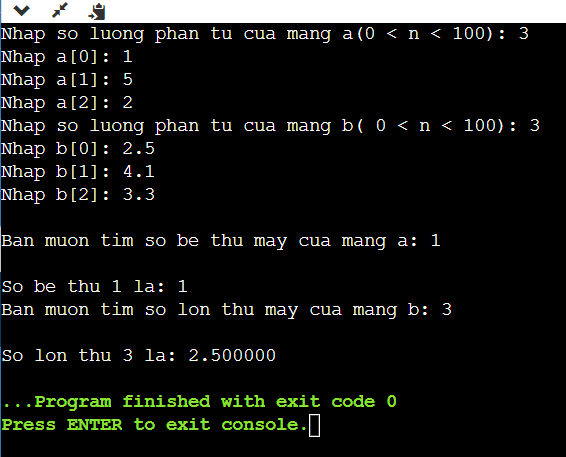 Nhap so luong phan tu cua mang a(0 < n < 100): 3
Nhap a[0]: 1
Nhap a[1]: 5
Nhap a[2]: 2
Nhap so luong phan tu cua mang b( 0 < n < 100): 3
Nhap b[0]: 2.5
Nhap b[1]: 4.1
Nhap b[2]: 3.3
Ban muon tim so be thu may cua mang a: 1
So be thu 1 la: 1
Ban muon tim so lon thu may cua mang b: 3
So lon thu 3 la: 2.500000
...Program finished with exit code 0
Press ENTER to exit console.